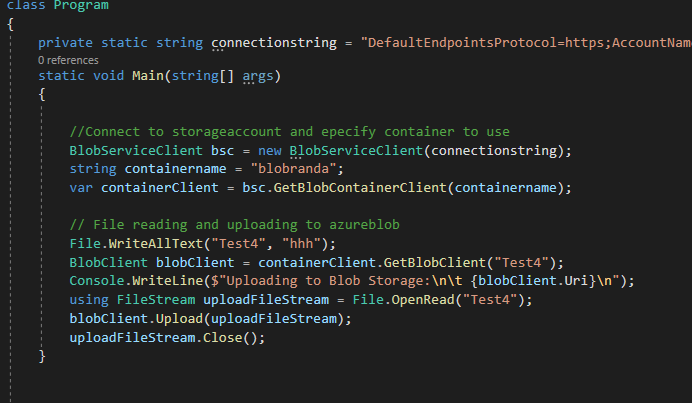 class Program
{
private static string connectionstring = "DefaultEndpointsProtocol=https;AccountNam
0 references
static void Main(string[] args)
{
//Connect to storageaccount and epecify container to use
BlobServiceClient bsc = new BlobServiceClient(connectionstring);
string containername = "blobranda";
var containerClient = bsc.GetBlobContainerClient(containername);
// File reading and uploading to azureblob
File.WriteAllText("Test4", "hhh");
BlobClient blobClient = containerClient.GetBlobClient("Test4");
Console.WriteLine($"Uploading to Blob Storage:\n\t {blobClient.Uri}\n");
using FileStream uploadFileStream = File.OpenRead("Test4");
blobClient.Upload(uploadFileStream);
uploadFileStream.Close();
}